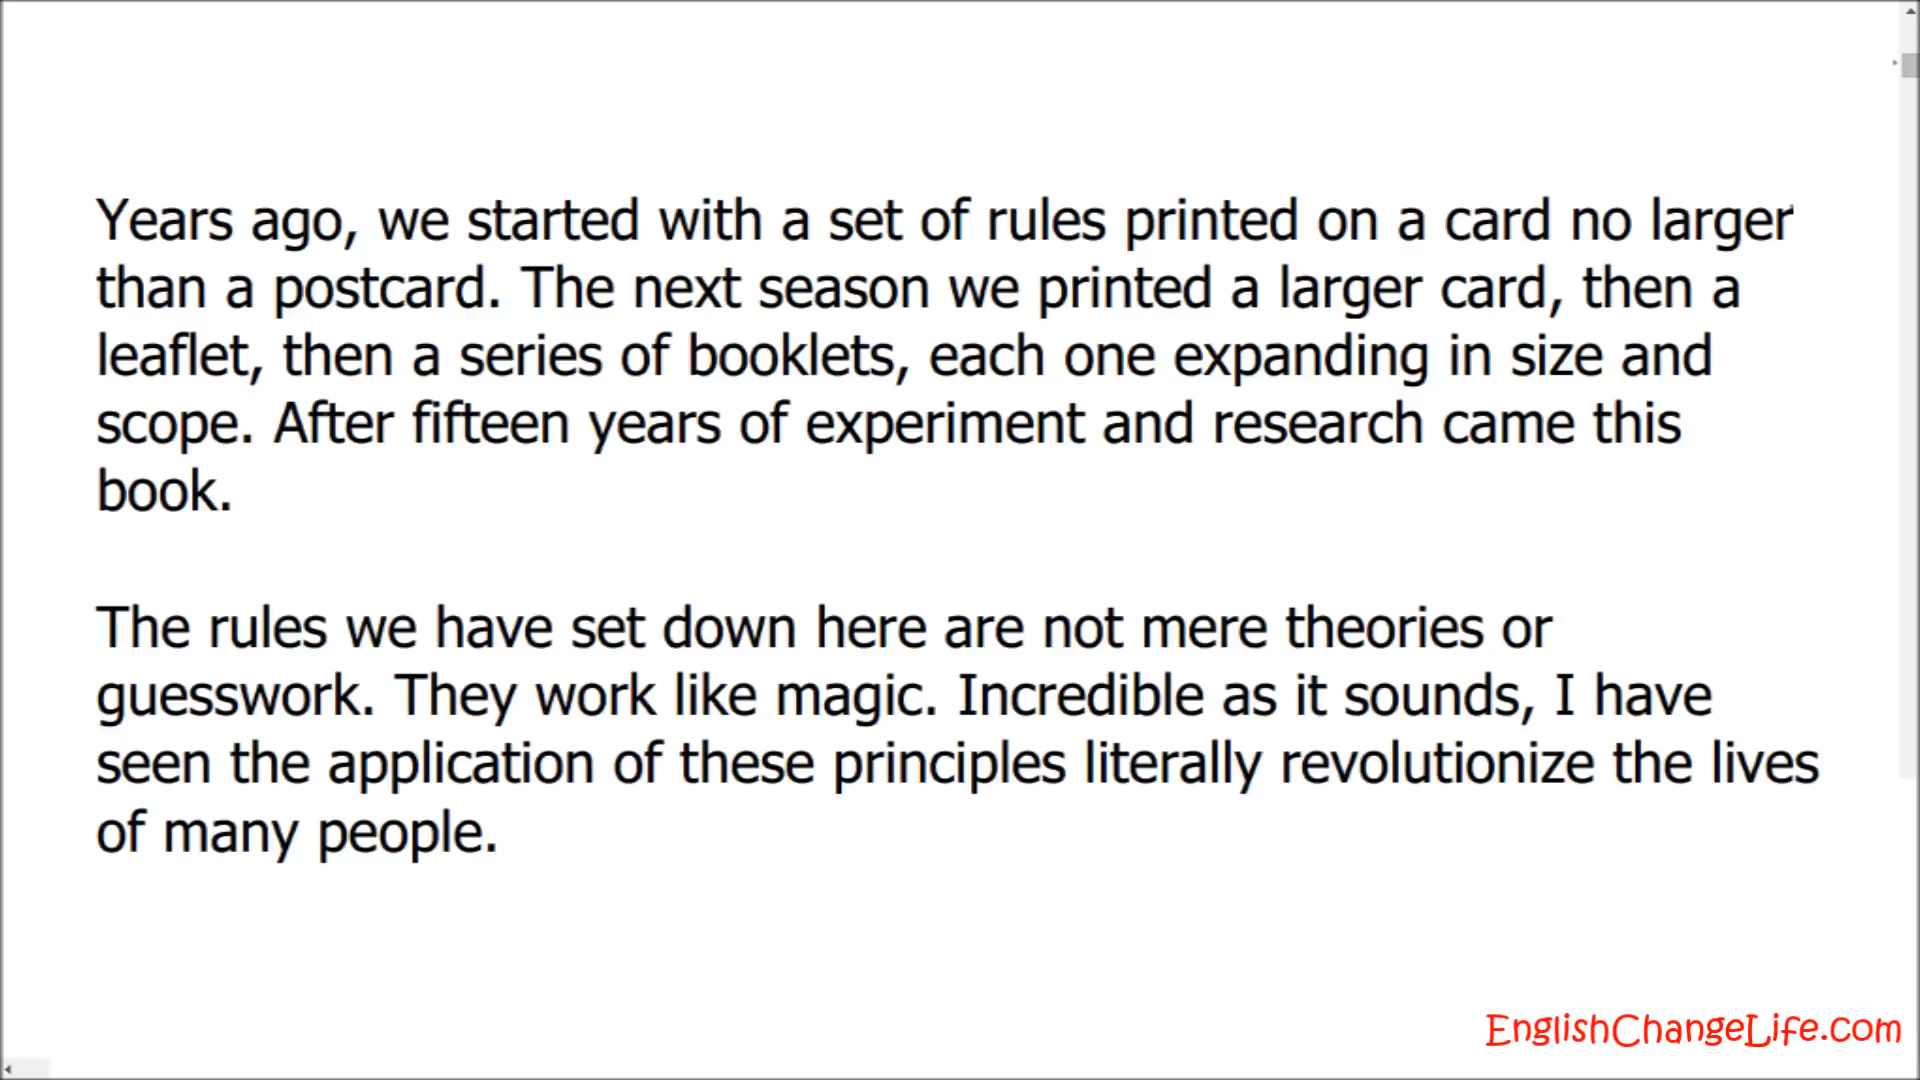 Years ago, we started with a set of rules printed on a card no larger
than a postcard. The next season we printed a larger card, then a
leaflet, then a series of booklets, each one expanding in size and
scope. After fifteen years of experiment and research came this
book.
The rules we have set down here are not mere theories or
guesswork. They work like magic. Incredible as it sounds, I have
seen the application of these principles literally revolutionize the lives
of many people.
EnglishChangeLife.com